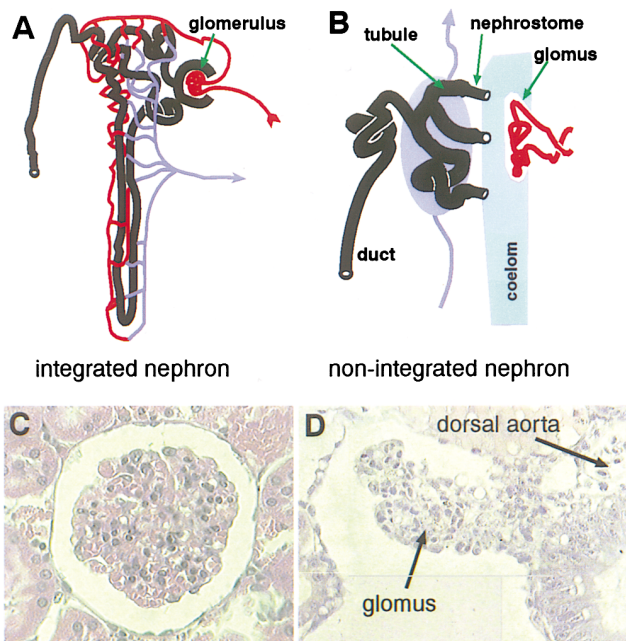 A
glomerulus
integrated nephron
B
tubule
nephrostome
glomus
duct
coelom
non-integrated nephron
C
D
dorsal aorta
glomus